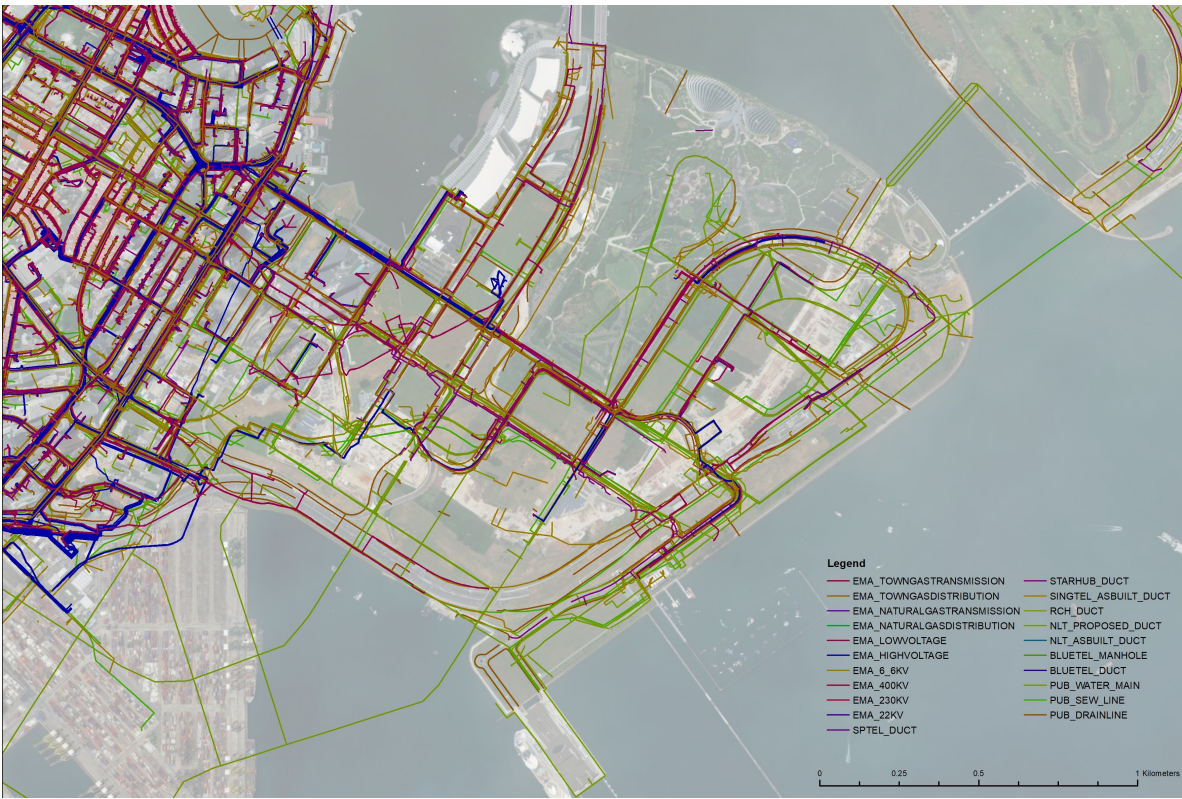 Legend
EMA_TOWNGASTRANSMISSION
EMA_TOWNGASDISTRIBUTION
EMA_NATURALGASTRANSMISSION
EMA_NATURALGASDISTRIBUTION
EMA_LOWVOLTAGE
EMA_HIGHVOLTAGE
EMA_6_6KV
EMA_400KV
EMA_230KV
EMA_22KV
SPTEL_DUCT
STARHUB_DUCT
SINGTEL_ASBUILT_DUCT
RCH_DUCT
NLT_PROPOSED_DUCT
NLT_ASBUILT_DUCT
BLUETEL_MANHOLE
BLUETEL_DUCT
PUB_WATER_MAIN
PUB_SEW_LINE
PUB_DRAINLINE
0 0.25 0.5 1 Kilometers